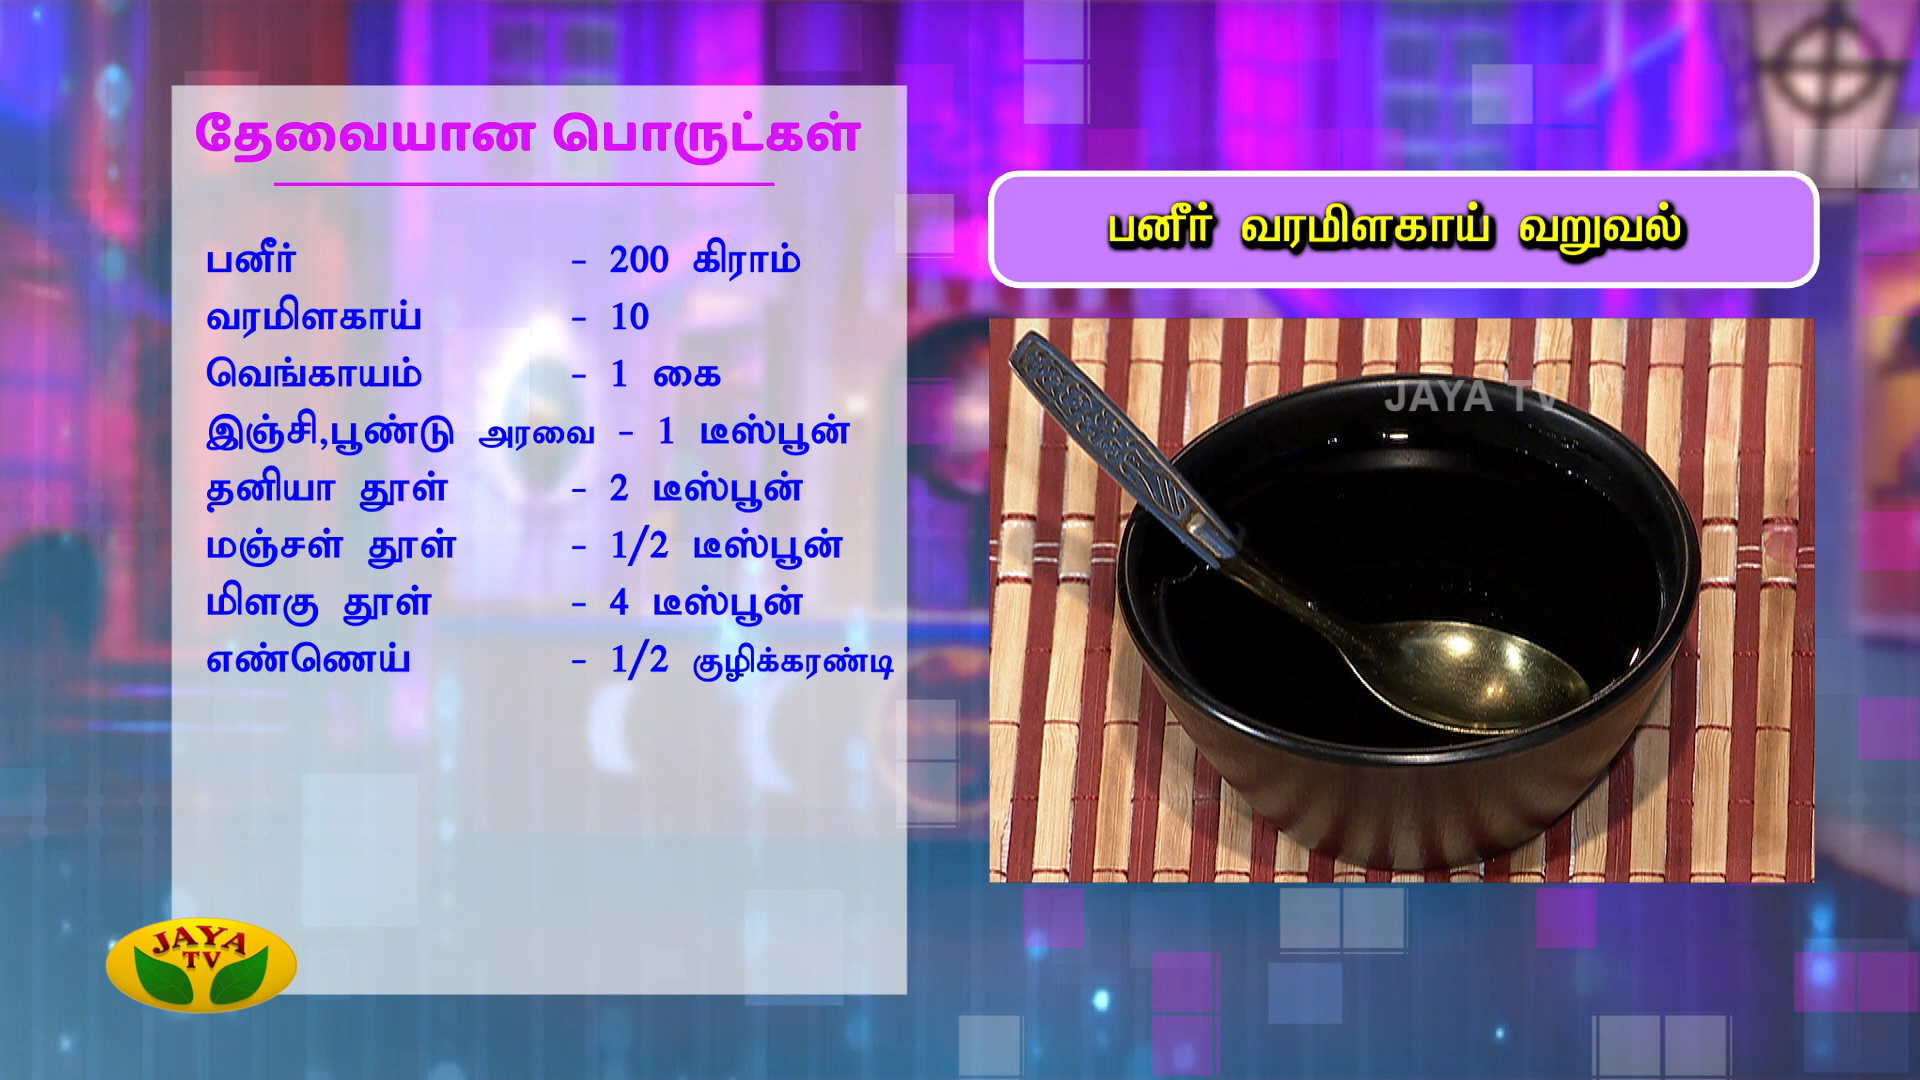 தேவையான பொருட்கள்
பனீர் - 200 கிராம்
வரமிளகாய் - 10
வெங்காயம் - 1 கை
இஞ்சி,பூண்டு அரவை - 1 டீஸ்பூன்
தனியா தூள் - 2 டீஸ்பூன்
மஞ்சள் தூள் - 1/2 டீஸ்பூன்
மிளகு தூள் - 4 டீஸ்பூன்
எண்ணெய் - 1/2 குழிக்கரண்டி
பனீர் வரமிளகாய் வறுவல்
JAYA TV
JAYA
TV